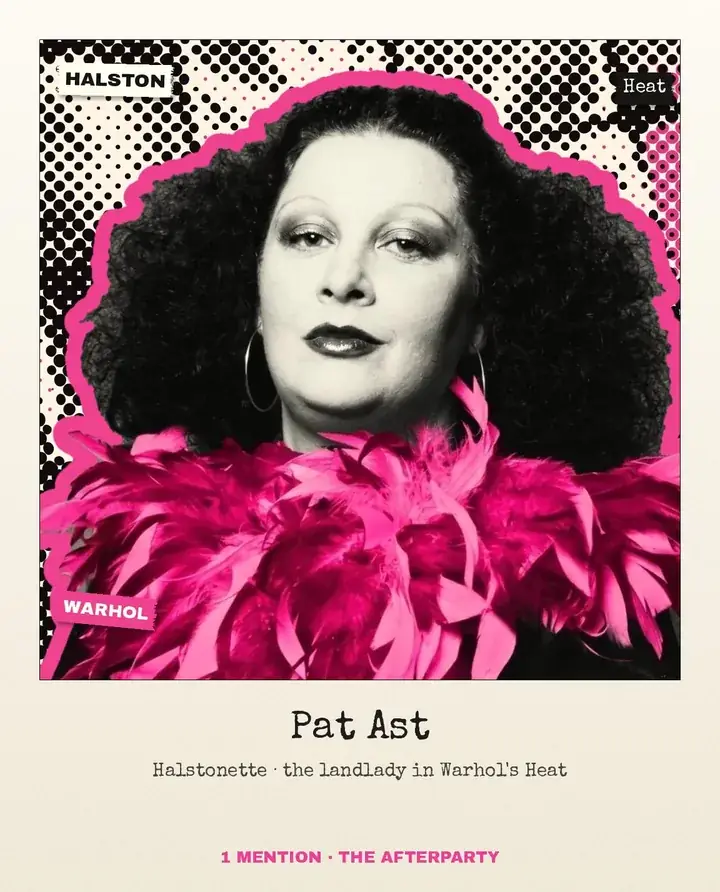 HALSTON
Heat
WARHOL
Pat Ast
Halstonette · the landlady in Warhol's Heat
1 MENTION · THE AFTERPARTY